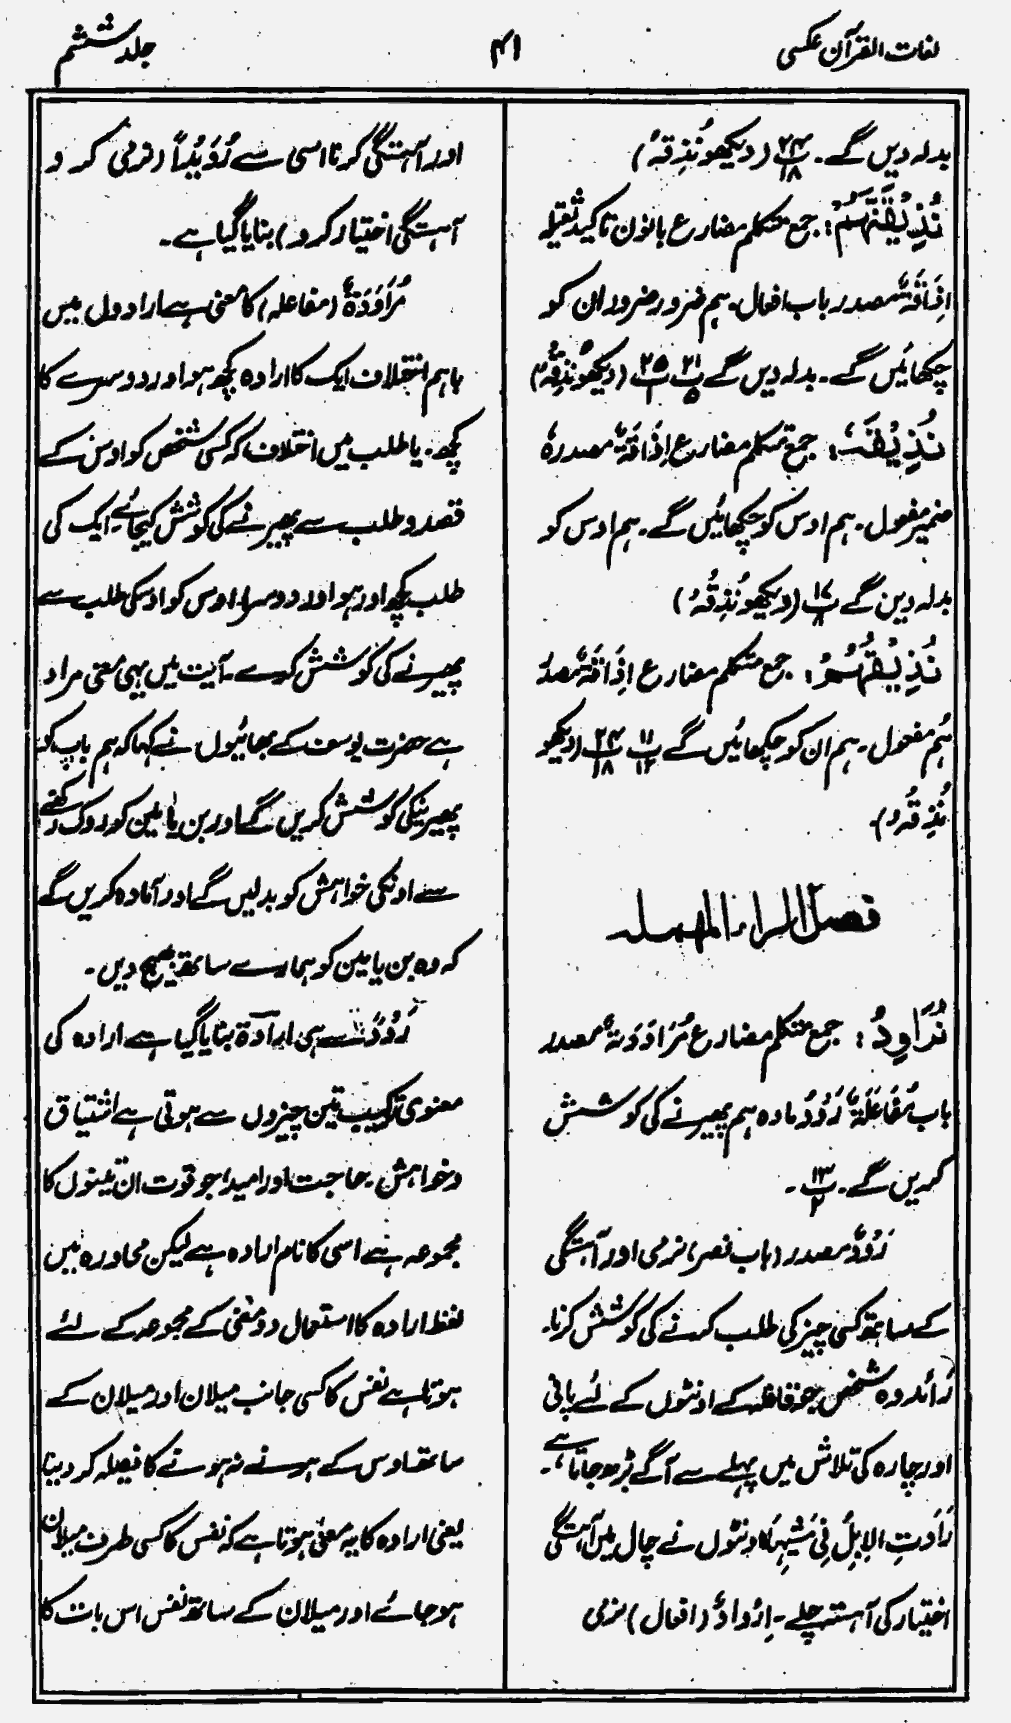 لغات القرآن عکسی
۴۱
جلد ششم
بدلہ دیں گے۔ پ ۲۴/۱۸ (دیکھو نُذِقْہُ)
نُذِیْقَنَّہُمْ: جمع متکلم مضارع بانون تاکید ثقیلہ
اِذَاقَۃٌ مصدر باب افعال۔ ہم ضرور ضرور ان کو
چکھائیں گے۔ بدلہ دیں گے پ ۲۱ پ ۲۵/۱ (دیکھو نُذِقْہُ)
نُذِیْقُہٗ: جمع متکلم مضارع اِذَاقَۃٌ مصدر ہٗ
ضمیر مفعول۔ ہم اوس کو چکھائیں گے۔ ہم اوس کو
بدلہ دین گے پ ۱۷/۸ (دیکھو نُذِقْہُ)
نُذِیْقُہُمْ: جمع متکلم مضارع اِذَاقَۃٌ مصدر
ہُم مفعول۔ ہم ان کو چکھائیں گے پ ۱۱/۱۲ پ ۲۴/۱۸ (دیکھو
نُذِقْہُ)۔
فصل الراء المہملہ
نُرَاوِدُ: جمع متکلم مضارع مُرَاوَدَۃٌ مصدر
باب مُفَاعَلَۃٌ رَوْدٌ مادہ ہم پھیرنے کی کوشش
کریں گے۔ پ ۱۳/۲۔
رَوْدٌ مصدر (باب نصر) نرمی اور آہستگی
کے ساتھ کسی چیز کی طلب کرنے کی کوشش کرنا۔
رَائد وہ شخص جو قافلہ کے اونٹوں کے لئے پانی
اور چارہ کی تلاش میں پہلے سے آگے بڑھ جاتا ہے۔
رَادَتِ الابِلُ فِیْ مَشْیِہَا اونٹوں نے چال میں آہستگی
اختیار کی آہستہ چلے۔ اِرْوَادٌ (افعال) نرمی
اور آہستگی کرنا اسی سے رُوَیْدًا (نرمی کر و
آہستگی اختیار کرو) بنایا گیا ہے۔
مُرَاوَدَۃٌ (مفاعلہ) کا معنی ہے ارادوں میں
باہم اختلاف ایک کا ارادہ کچھ ہو اور دوسرے کا
کچھ۔ یا طلب میں اختلاف کہ کسی شخص کو اوس کے
قصد و طلب سے پھیرنے کی کوشش کیجائے۔ ایک کی
طلب کچھ اور ہو اور دوسرا اوس کو اوسکی طلب سے
پھیرنے کی کوشش کرے۔ آیت میں یہی معنی مراد
ہے حضرت یوسف کے بھائیوں نے کہا کہ ہم باپ کو
پھیرنیکی کوشش کریں گے اور بن یامین کو روک رکھنے
سے اونکی خواہش کو بدلیں گے اور آمادہ کریں گے
کہ وہ بن یامین کو ہمارے ساتھ بھیج دیں۔
رَوْدٌ سے ہی ارادۃ بنایا گیا ہے ارادہ کی
معنوی ترکیب تین چیزوں سے ہوتی ہے اشتیاق
وخواہش۔ حاجت اور امید۔ جو قوت ان تینوں کا
مجموعہ ہے اسی کا نام ارادہ ہے لیکن محاورہ میں
لفظ ارادہ کا استعمال دو معنی کے مجموعہ کے لئے
ہوتا ہے نفس کا کسی جانب میلان اور میلان کے
ساتھ اوس کے ہونے نہ ہونے کا فیصلہ کر دینا
یعنی ارادہ کا یہ معنی ہوتا ہے کہ نفس کا کسی طرف میلان
ہو جائے اور میلان کے ساتھ نفس اس بات کا